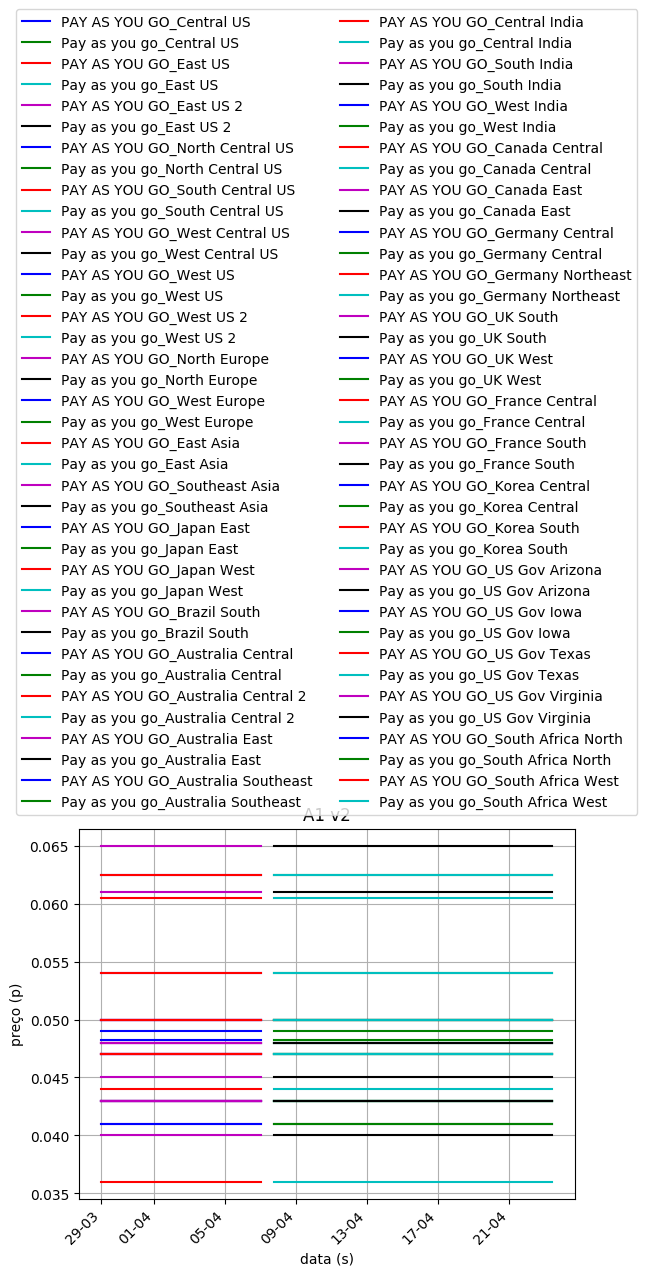 PAY AS YOU GO_Central US
Pay as you go_Central US
PAY AS YOU GO_East US
Pay as you go_East US
PAY AS YOU GO_East US 2
Pay as you go_East US 2
PAY AS YOU GO_North Central US
Pay as you go_North Central US
PAY AS YOU GO_South Central US
Pay as you go_South Central US
PAY AS YOU GO_West Central US
Pay as you go_West Central US
PAY AS YOU GO_West US
Pay as you go_West US
PAY AS YOU GO_West US 2
Pay as you go_West US 2
PAY AS YOU GO_North Europe
Pay as you go_North Europe
PAY AS YOU GO_West Europe
Pay as you go_West Europe
PAY AS YOU GO_East Asia
Pay as you go_East Asia
PAY AS YOU GO_Southeast Asia
Pay as you go_Southeast Asia
PAY AS YOU GO_Japan East
Pay as you go_Japan East
PAY AS YOU GO_Japan West
Pay as you go_Japan West
PAY AS YOU GO_Brazil South
Pay as you go_Brazil South
PAY AS YOU GO_Australia Central
Pay as you go_Australia Central
PAY AS YOU GO_Australia Central 2
Pay as you go_Australia Central 2
PAY AS YOU GO_Australia East
Pay as you go_Australia East
PAY AS YOU GO_Australia Southeast
Pay as you go_Australia Southeast
PAY AS YOU GO_Central India
Pay as you go_Central India
PAY AS YOU GO_South India
Pay as you go_South India
PAY AS YOU GO_West India
Pay as you go_West India
PAY AS YOU GO_Canada Central
Pay as you go_Canada Central
PAY AS YOU GO_Canada East
Pay as you go_Canada East
PAY AS YOU GO_Germany Central
Pay as you go_Germany Central
PAY AS YOU GO_Germany Northeast
Pay as you go_Germany Northeast
PAY AS YOU GO_UK South
Pay as you go_UK South
PAY AS YOU GO_UK West
Pay as you go_UK West
PAY AS YOU GO_France Central
Pay as you go_France Central
PAY AS YOU GO_France South
Pay as you go_France South
PAY AS YOU GO_Korea Central
Pay as you go_Korea Central
PAY AS YOU GO_Korea South
Pay as you go_Korea South
PAY AS YOU GO_US Gov Arizona
Pay as you go_US Gov Arizona
PAY AS YOU GO_US Gov Iowa
Pay as you go_US Gov Iowa
PAY AS YOU GO_US Gov Texas
Pay as you go_US Gov Texas
PAY AS YOU GO_US Gov Virginia
Pay as you go_US Gov Virginia
PAY AS YOU GO_South Africa North
Pay as you go_South Africa North
PAY AS YOU GO_South Africa West
Pay as you go_South Africa West
A1 v2
0.065
0.060
0.055
0.050
0.045
0.040
0.035
preço (p)
29-03
01-04
05-04
09-04
13-04
17-04
21-04
data (s)